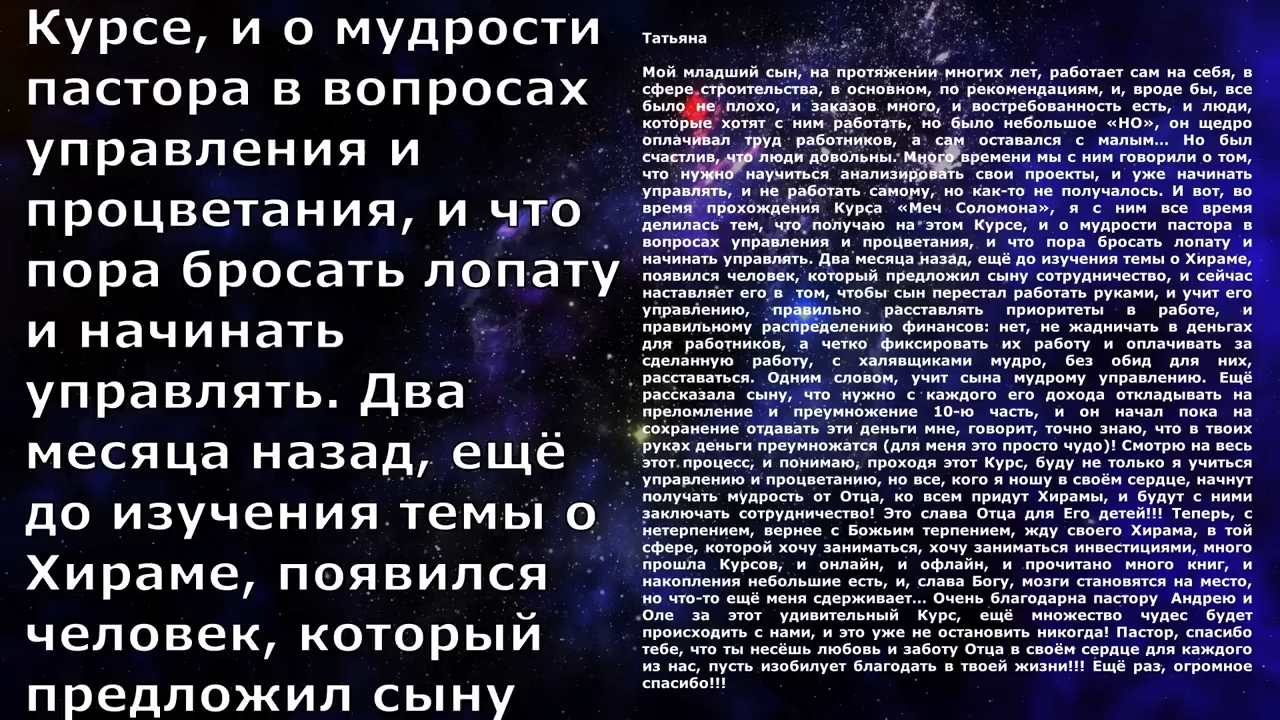 Курсе, и о мудрости
пастора в вопросах
управления и
процветания, и что
пора бросать лопату
и начинать
управлять. Два
месяца назад, ещё
до изучения темы о
Хираме, появился
человек, который
предложил сыну
Татьяна
Мой младший сын, на протяжении многих лет, работает сам на себя, в
сфере строительства, в основном, по рекомендациям, и, вроде бы, все
было не плохо, и заказов много, и востребованность есть, и люди,
которые хотят с ним работать, но было небольшое «НО», он щедро
оплачивал труд работников, а сам оставался с малым... Но был
счастлив, что люди довольны. Много времени мы с ним говорили о том,
что нужно научиться анализировать свои проекты, и уже начинать
управлять, и не работать самому, но как-то не получалось. И вот, во
время прохождения Курса «Меч Соломона», я с ним все время
делилась тем, что получаю на этом Курсе, и о мудрости пастора в
вопросах управления и процветания, и что пора бросать лопату и
начинать управлять. Два месяца назад, ещё до изучения темы о Хираме,
появился человек, который предложил сыну сотрудничество, и сейчас
наставляет его в том, чтобы сын перестал работать руками, и учит его
управлению, правильно расставлять приоритеты в работе, и
правильному распределению финансов: нет, не жадничать в деньгах
для работников, а четко фиксировать их работу и оплачивать за
сделанную работу, с халявщиками мудро, без обид для них,
расставаться. Одним словом, учит сына мудрому управлению. Ещё
рассказала сыну, что нужно с каждого его дохода откладывать на
преломление и преумножение 10-ю часть, и он начал пока на
сохранение отдавать эти деньги мне, говорит, точно знаю, что в твоих
руках деньги преумножатся (для меня это просто чудо)! Смотрю на весь
этот процесс, и понимаю, проходя этот Курс, буду не только я учиться
управлению и процветанию, но все, кого я ношу в своём сердце, начнут
получать мудрость от Отца, ко всем придут Хирамы, и будут с ними
заключать сотрудничество! Это слава Отца для Его детей!!! Теперь, с
нетерпением, вернее с Божьим терпением, жду своего Хирама, в той
сфере, которой хочу заниматься, хочу заниматься инвестициями, много
прошла Курсов, и онлайн, и офлайн, и прочитано много книг, и
накопления небольшие есть, и, слава Богу, мозги становятся на место,
но что-то ещё меня сдерживает... Очень благодарна пастору Андрею и
Оле за этот удивительный Курс, ещё множество чудес будет
происходить с нами, и это уже не остановить никогда! Пастор, спасибо
тебе, что ты несёшь любовь и заботу Отца в своём сердце для каждого
из нас, пусть изобилует благодать в твоей жизни!!! Ещё раз, огромное
спасибо!!!